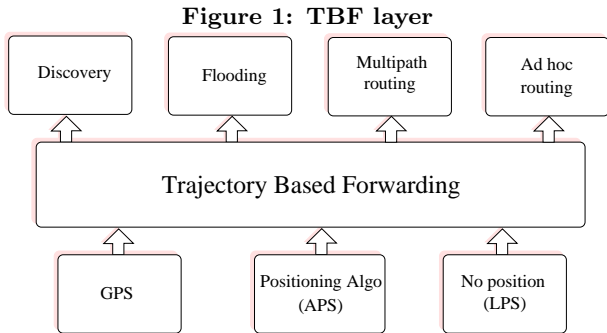 Figure 1: TBF layer
Discovery
Flooding
Multipath
routing
Ad hoc
routing
Trajectory Based Forwarding
GPS
Positioning Algo
(APS)
No position
(LPS)